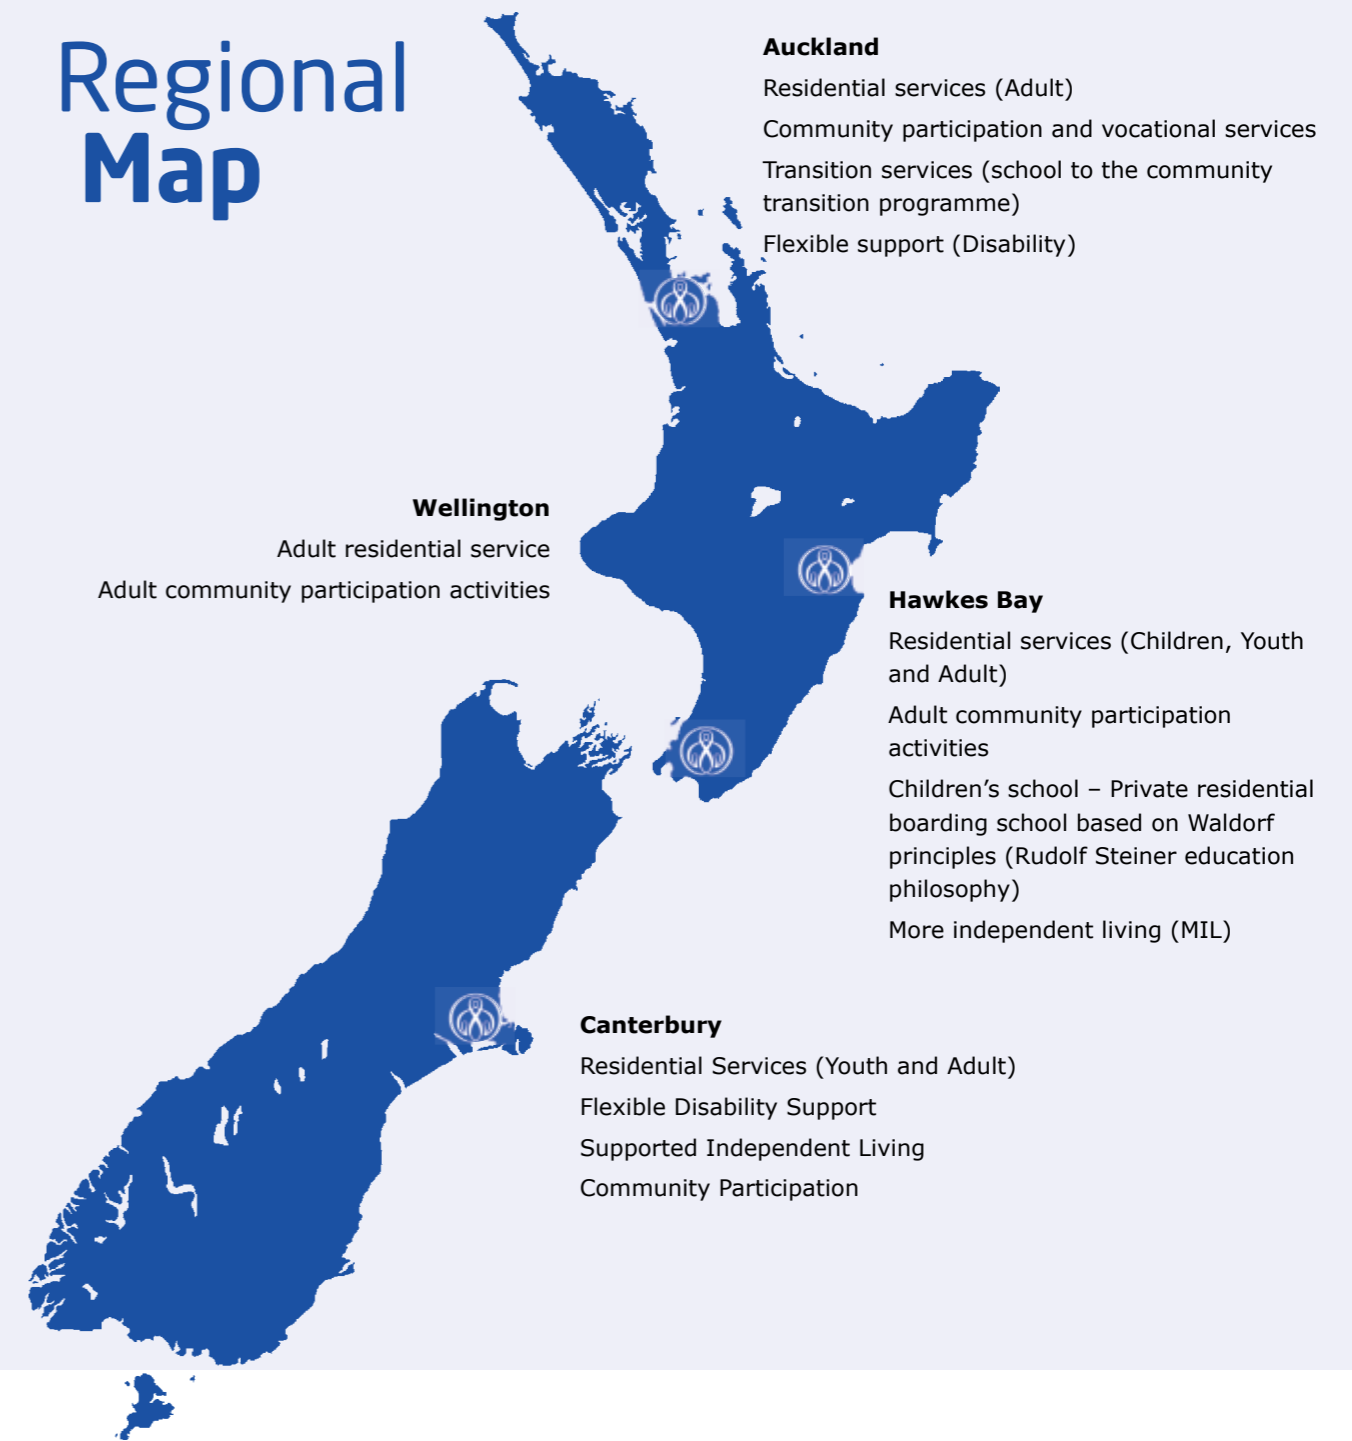 Regional
Map
Auckland
Residential services (Adult)
Community participation and vocational services
Transition services (school to the community
transition programme)
Flexible support (Disability)
Wellington
Adult residential service
Adult community participation activities
Hawkes Bay
Residential services (Children, Youth
and Adult)
Adult community participation
activities
Children’s school – Private residential
boarding school based on Waldorf
principles (Rudolf Steiner education
philosophy)
More independent living (MIL)
Canterbury
Residential Services (Youth and Adult)
Flexible Disability Support
Supported Independent Living
Community Participation